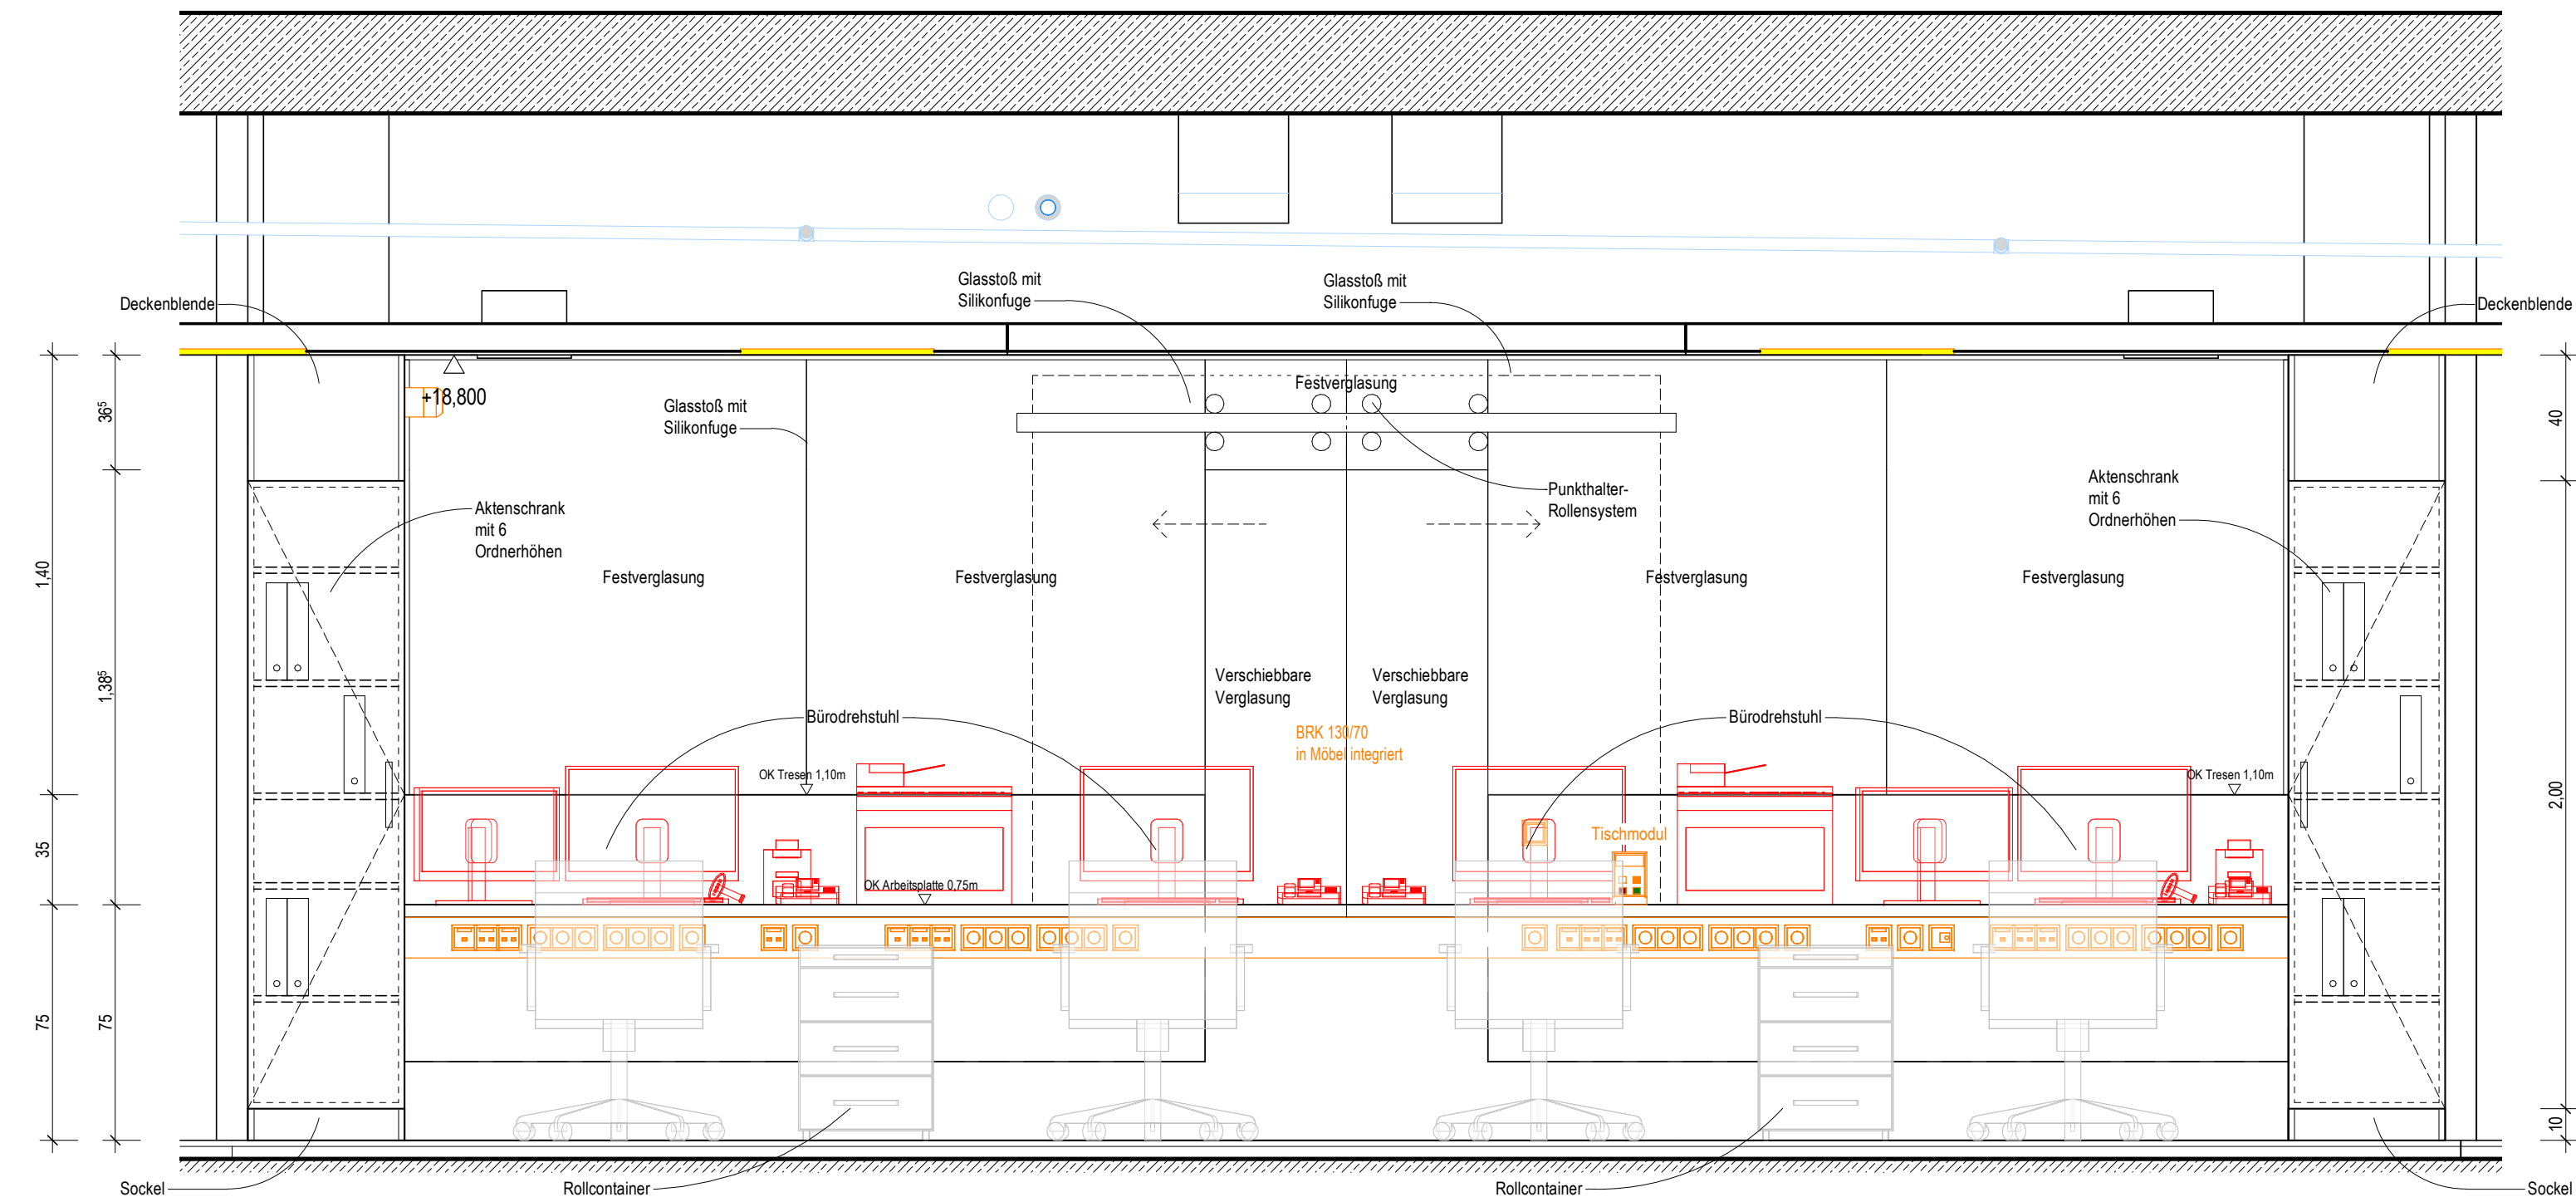 Glasstoß mit
Silikonfuge
Glasstoß mit
Silikonfuge
Deckenblende
Deckenblende
+18,800
Festverglasung
Glasstoß mit
Silikonfuge
36⁵
40
Aktenschrank
mit 6
Ordnerhöhen
Punkthalter-
Rollensystem
Aktenschrank
mit 6
Ordnerhöhen
1,40
Festverglasung
Festverglasung
Festverglasung
Festverglasung
1,38⁵
Verschiebbare
Verglasung
Verschiebbare
Verglasung
Bürodrehstuhl
Bürodrehstuhl
BRK 130/70
in Möbel integriert
OK Tresen 1,10m
OK Tresen 1,10m
2,00
35
Tischmodul
OK Arbeitsplatte 0,75m
75
75
10
Sockel
Rollcontainer
Rollcontainer
Sockel